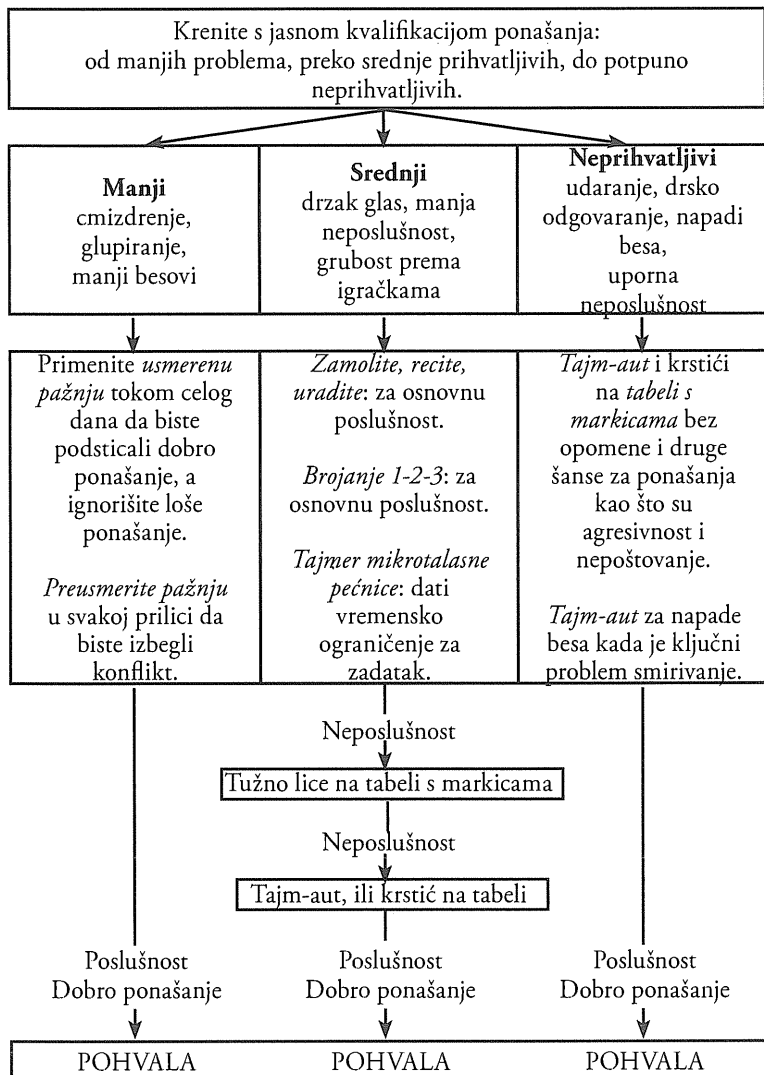 Krenite s jasnom kvalifikacijom ponašanja:
od manjih problema, preko srednje prihvatljivih, do potpuno
neprihvatljivih.
Manji
cmizdrenje,
glupiranje,
manji besovi
Srednji
drzak glas, manja
neposlušnost,
grubost prema
igračkama
Neprihvatljivi
udaranje, drsko
odgovaranje, napadi
besa,
uporna
neposlušnost
Primenite usmerenu
pažnju tokom celog
dana da biste
podsticali dobro
ponašanje, a
ignorišite loše
ponašanje.
Preusmerite pažnju
u svakoj prilici da
biste izbegli
konflikt.
Zamolite, recite,
uradite: za osnovnu
poslušnost.
Brojanje 1-2-3: za
osnovnu poslušnost.
Tajmer mikrotalasne
pećnice: dati
vremensko
ograničenje za
zadatak.
Tajm-aut i krstići
na tabeli s
markicama bez
opomene i druge
šanse za ponašanja
kao što su
agresivnost i
nepoštovanje.
Tajm-aut za napade
besa kada je ključni
problem smirivanje.
Neposlušnost
Tužno lice na tabeli s markicama
Neposlušnost
Tajm-aut, ili krstić na tabeli
Poslušnost
Dobro ponašanje
Poslušnost
Dobro ponašanje
Poslušnost
Dobro ponašanje
POHVALA
POHVALA
POHVALA